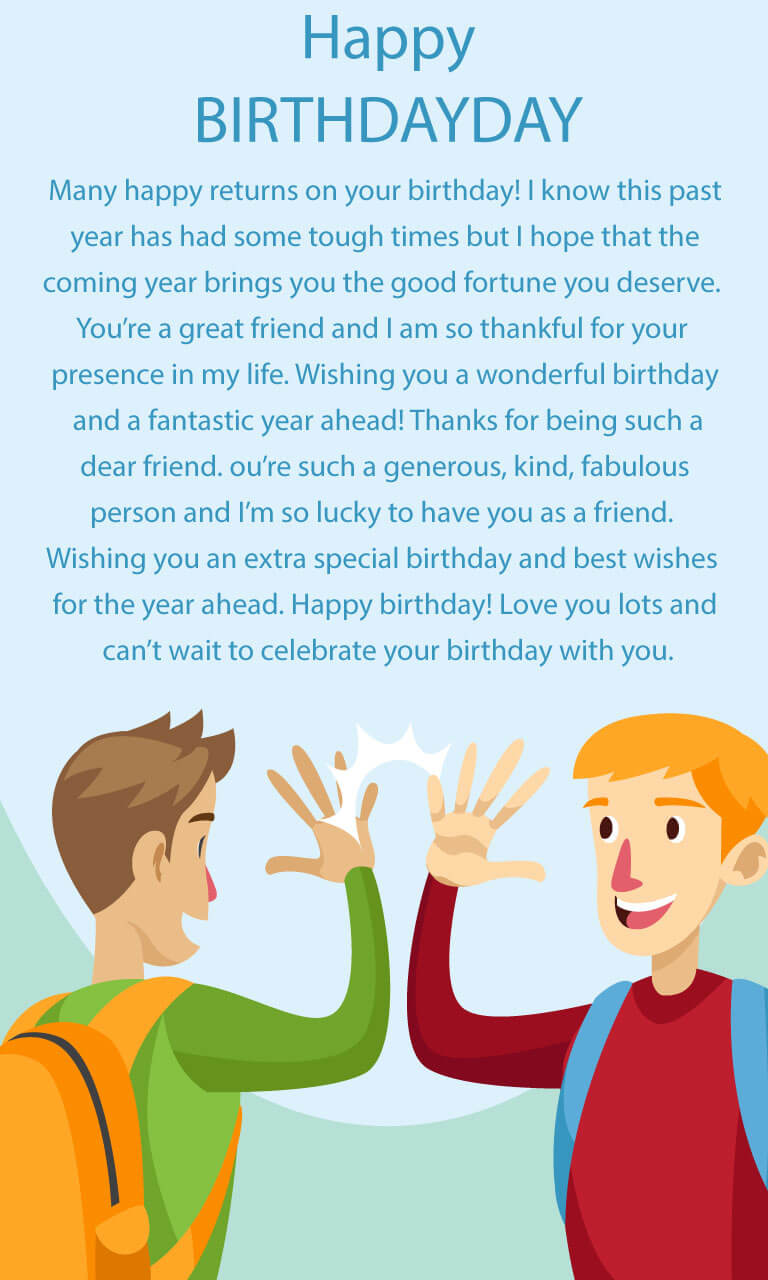 Happy
BIRTHDAYDAY
Many happy returns on your birthday! I know this past
year has had some tough times but I hope that the
coming year brings you the good fortune you deserve.
You’re a great friend and I am so thankful for your
presence in my life. Wishing you a wonderful birthday
and a fantastic year ahead! Thanks for being such a
dear friend. ou’re such a generous, kind, fabulous
person and I’m so lucky to have you as a friend.
Wishing you an extra special birthday and best wishes
for the year ahead. Happy birthday! Love you lots and
can’t wait to celebrate your birthday with you.